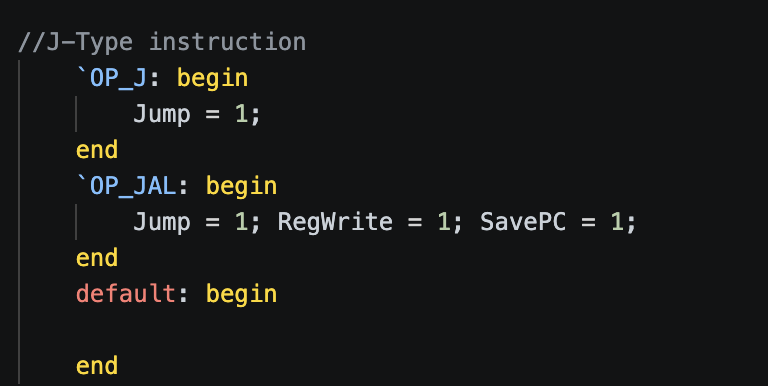 //J-Type instruction
`OP_J: begin
Jump = 1;
end
`OP_JAL: begin
Jump = 1; RegWrite = 1; SavePC = 1;
end
default: begin
end